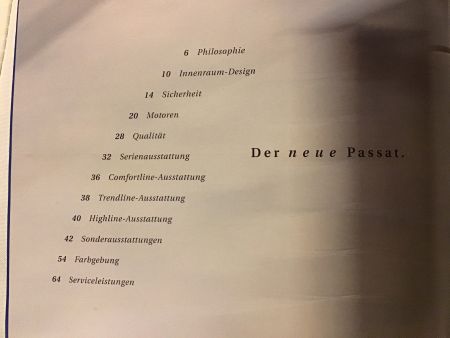 6 Philosophie
10 Innenraum-Design
14 Sicherheit
20 Motoren
28 Qualität
32 Serienausstattung
36 Comfortline-Ausstattung
38 Trendline-Ausstattung
40 Highline-Ausstattung
42 Sonderausstattungen
54 Farbgebung
64 Serviceleistungen
Der neue Passat.